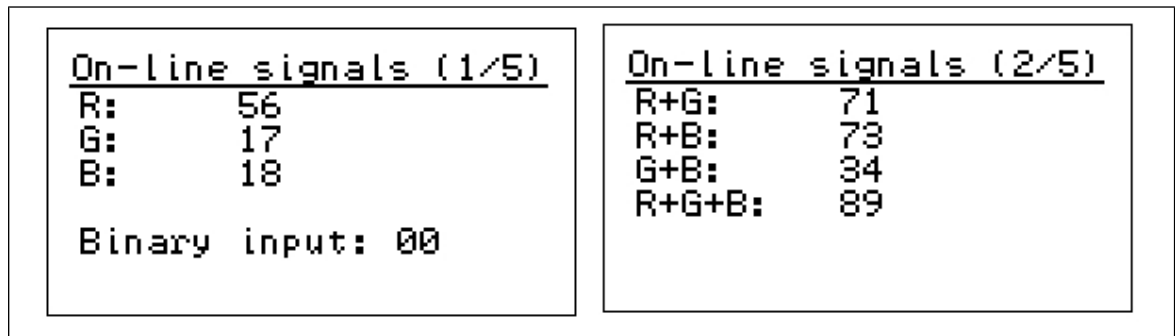 On-line signals (1/5)
R: 56
G: 17
B: 18
Binary input: 00
On-line signals (2/5)
R+G: 71
R+B: 73
G+B: 34
R+G+B: 89